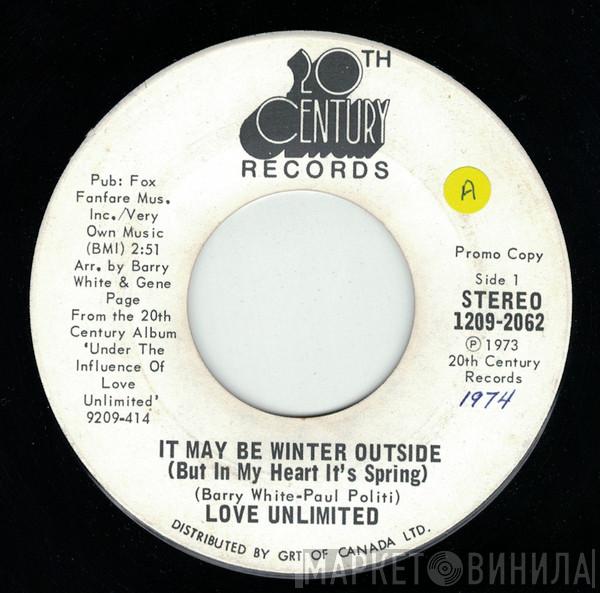 20TH
CENTURY
RECORDS
Pub: Fox
Fanfare Mus.
Inc./Very
Own Music
(BMI) 2:51
Arr. by Barry
White & Gene
Page
From the 20th
Century Album
'Under The
Influence Of
Love
Unlimited'
9209-414
A
Promo Copy
Side 1
STEREO
1209-2062
Ⓟ 1973
20th Century
Records
1974
IT MAY BE WINTER OUTSIDE
(But In My Heart It's Spring)
(Barry White-Paul Politi)
LOVE UNLIMITED
DISTRIBUTED BY GRT OF CANADA LTD.
МАРКЕТ ВИНИЛА